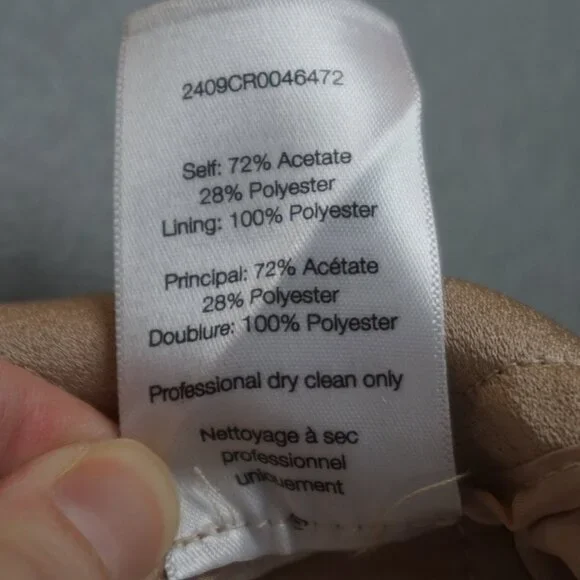 2409CR0046472
Self: 72% Acetate
28% Polyester
Lining: 100% Polyester
Principal: 72% Acétate
28% Polyester
Doublure: 100% Polyester
Professional dry clean only
Nettoyage à sec
professionnel
uniquement